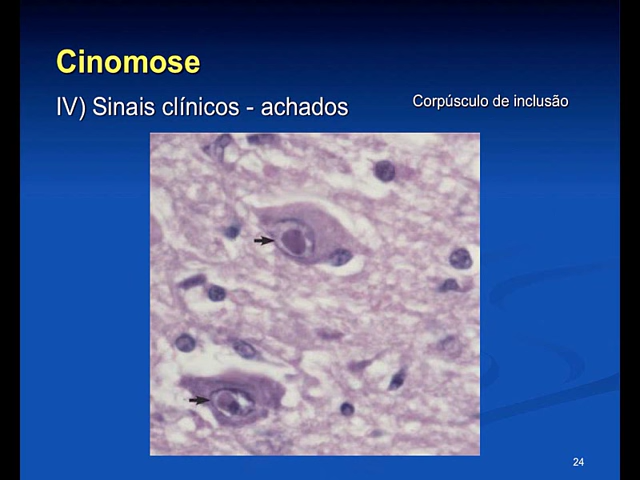 Cinomose
IV) Sinais clínicos - achados
Corpúsculo de inclusão
24